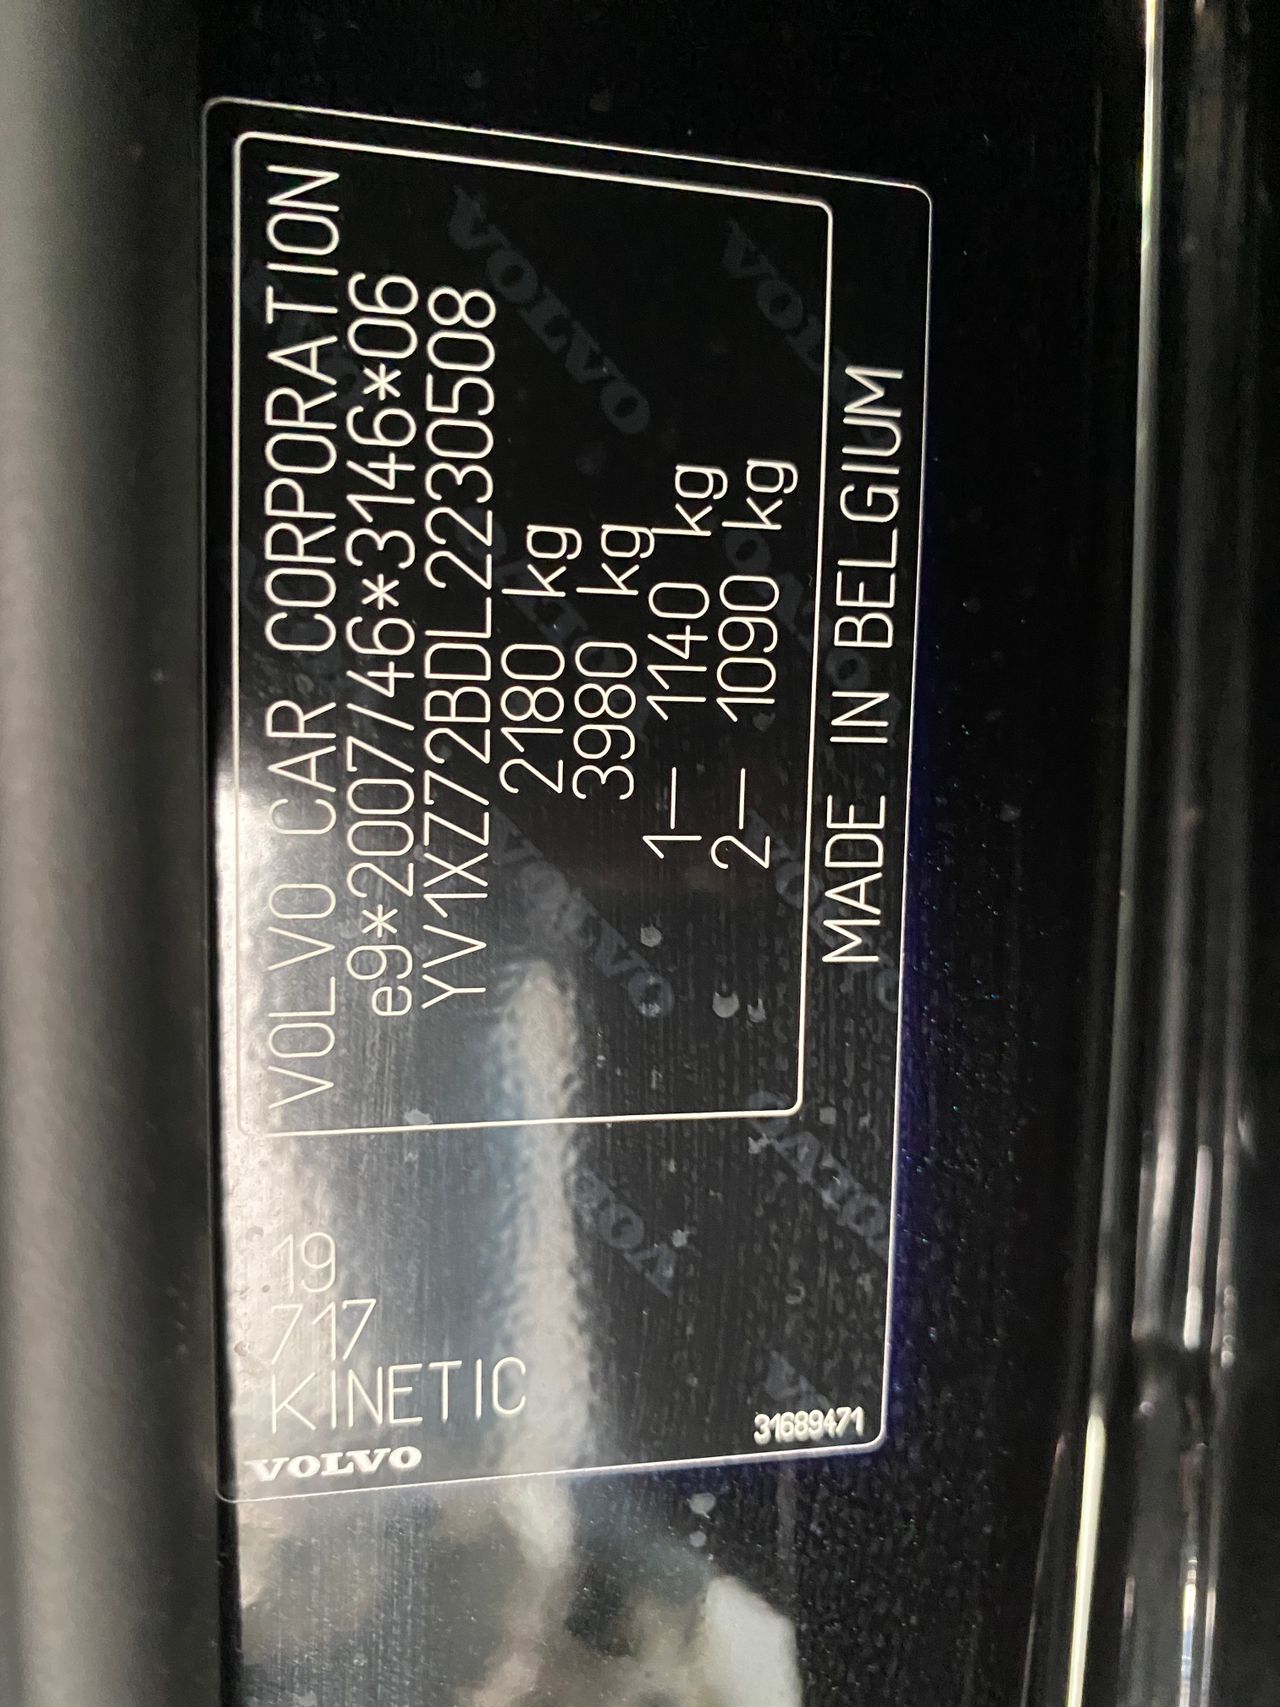 VOLVO
KINETIC
717
19
31689471
VOLVO CAR CORPORATION
e9*2007/46*3146*06
YV1XZ72BDL2230508
2180 kg
3980 kg
1— 1140 kg
2— 1090 kg
MADE IN BELGIUM